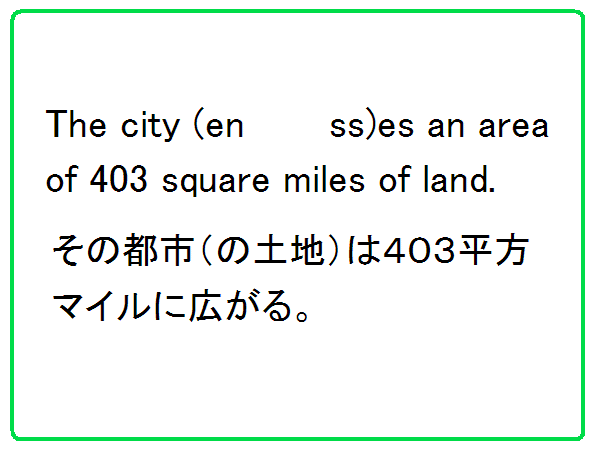 The city (en      ss)es an area
of 403 square miles of land.
その都市（の土地）は４０３平方
マイルに広がる。